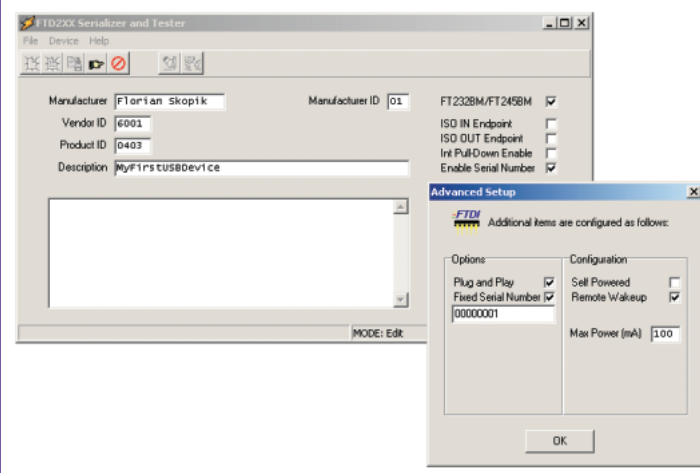 FTD2XX Serializer and Tester
File Device Help
Manufacturer Florian Skopik Manufacturer ID 01 FT232BM/FT245BM
Vendor ID 6001 ISO IN Endpoint
Product ID 0403 ISO OUT Endpoint
Int Pull-Down Enable
Description MyFirstUSBDevice Enable Serial Number
MODE: Edit
Advanced Setup
FTDI Additional items are configured as follows:
Options Configuration
Plug and Play Self Powered
Fixed Serial Number Remote Wakeup
00000001
Max Power (mA) 100
OK